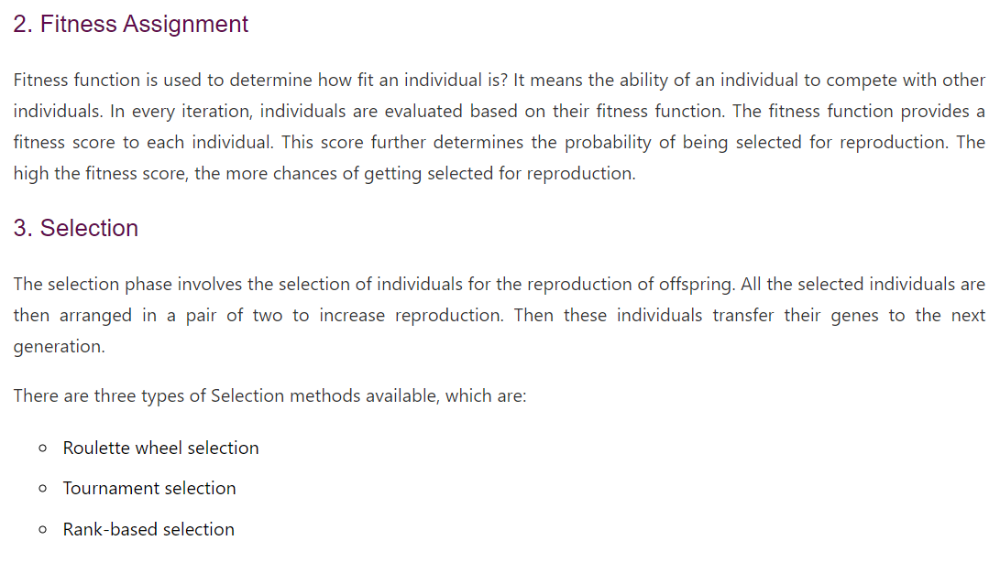 2. Fitness Assignment
Fitness function is used to determine how fit an individual is? It means the ability of an individual to compete with other
individuals. In every iteration, individuals are evaluated based on their fitness function. The fitness function provides a
fitness score to each individual. This score further determines the probability of being selected for reproduction. The
high the fitness score, the more chances of getting selected for reproduction.
3. Selection
The selection phase involves the selection of individuals for the reproduction of offspring. All the selected individuals are
then arranged in a pair of two to increase reproduction. Then these individuals transfer their genes to the next
generation.
There are three types of Selection methods available, which are:
Roulette wheel selection
Tournament selection
Rank-based selection